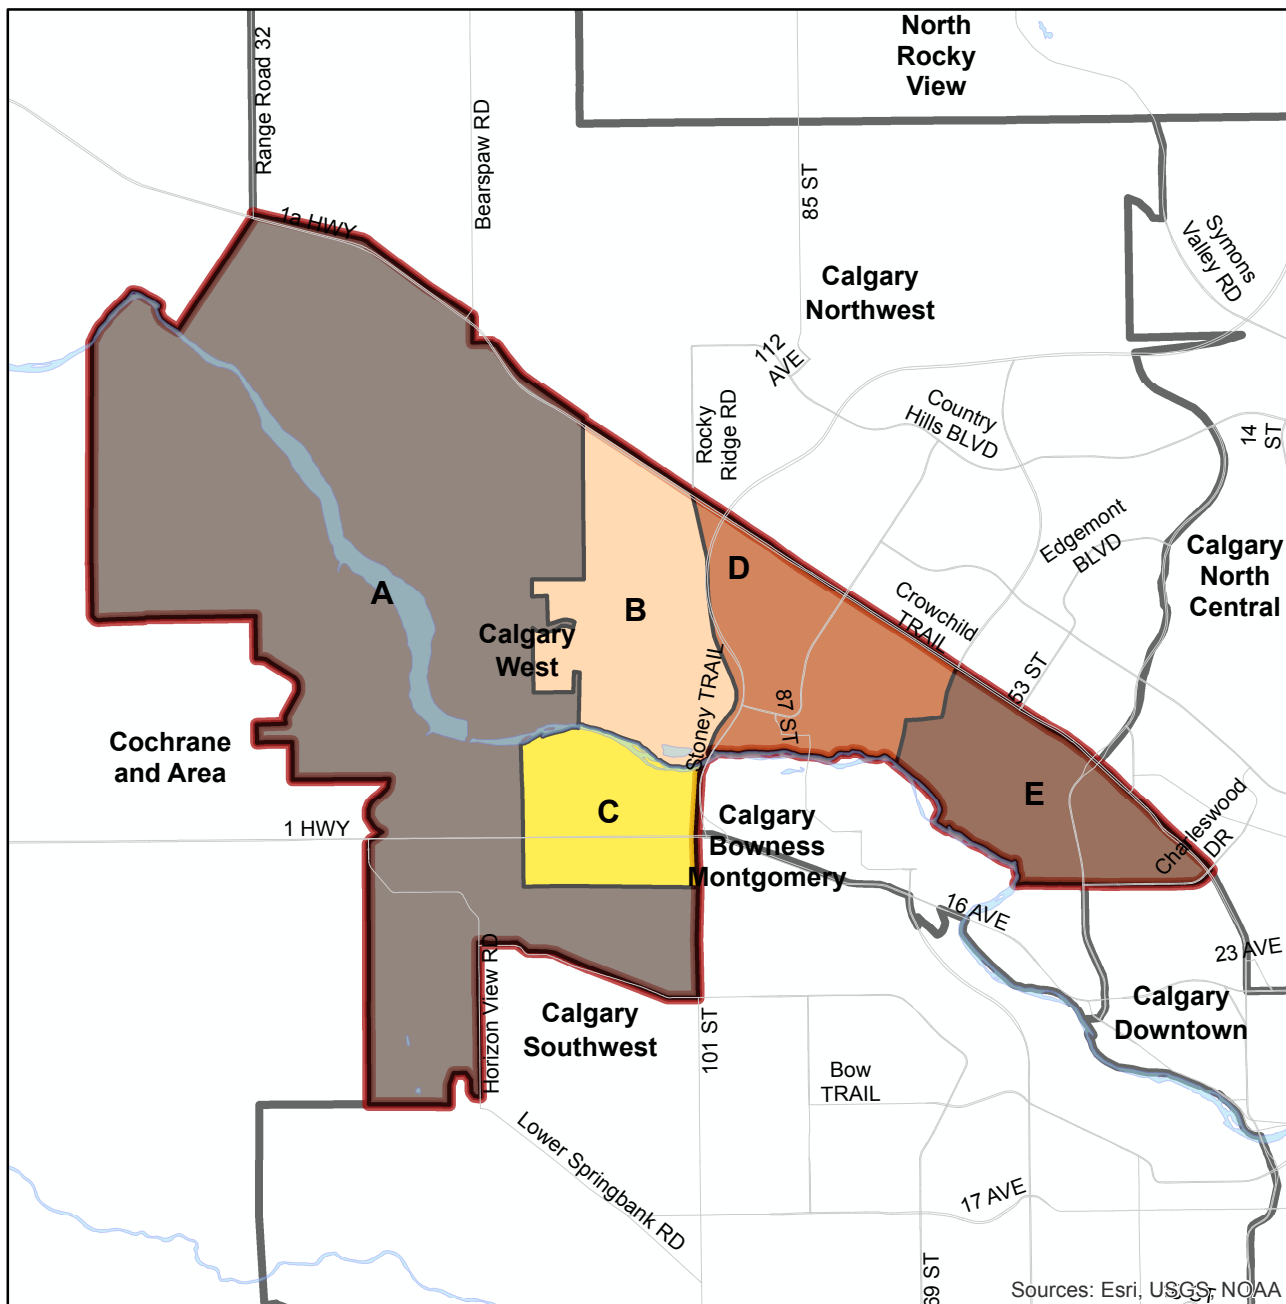 North
Rocky
View
Range Road 32
Bearspaw RD
85 ST
Symons
Valley RD
1a HWY
Calgary
Northwest
112
AVE
Rocky
Ridge RD
Country
Hills BLVD
14
ST
Edgemont
BLVD
Calgary
North
Central
D
A
B
Crowchild
TRAIL
Calgary
West
53 ST
Stoney TRAIL
87 ST
Cochrane
and Area
C
E
1 HWY
Calgary
Bowness
Montgomery
Charleswood
DR
16 AVE
23 AVE
Horizon View RD
Calgary
Southwest
101 ST
Calgary
Downtown
Bow
TRAIL
Lower Springbank RD
17 AVE
69 ST
Sources: Esri, USGS, NOAA